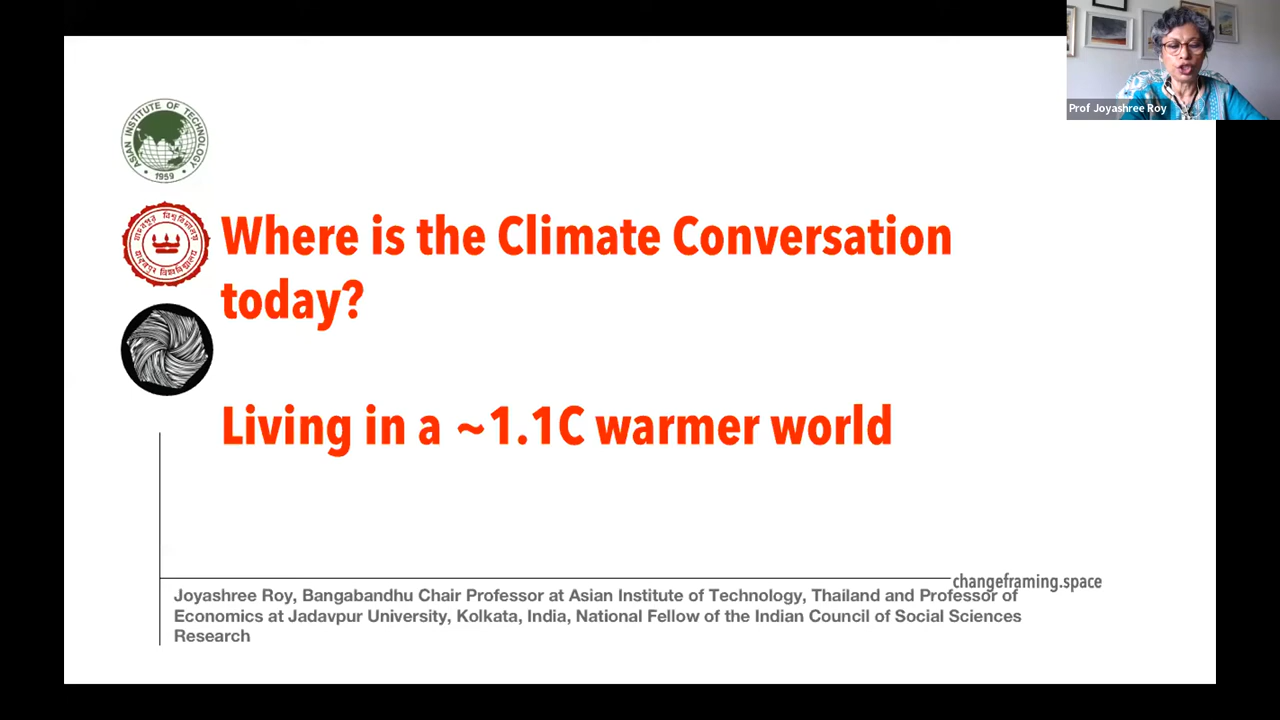 Prof Joyashree Roy
ASIAN INSTITUTE OF TECHNOLOGY
1959
Where is the Climate Conversation
today?
Living in a ~1.1C warmer world
changeframing.space
Joyashree Roy, Bangabandhu Chair Professor at Asian Institute of Technology, Thailand and Professor of
Economics at Jadavpur University, Kolkata, India, National Fellow of the Indian Council of Social Sciences
Research